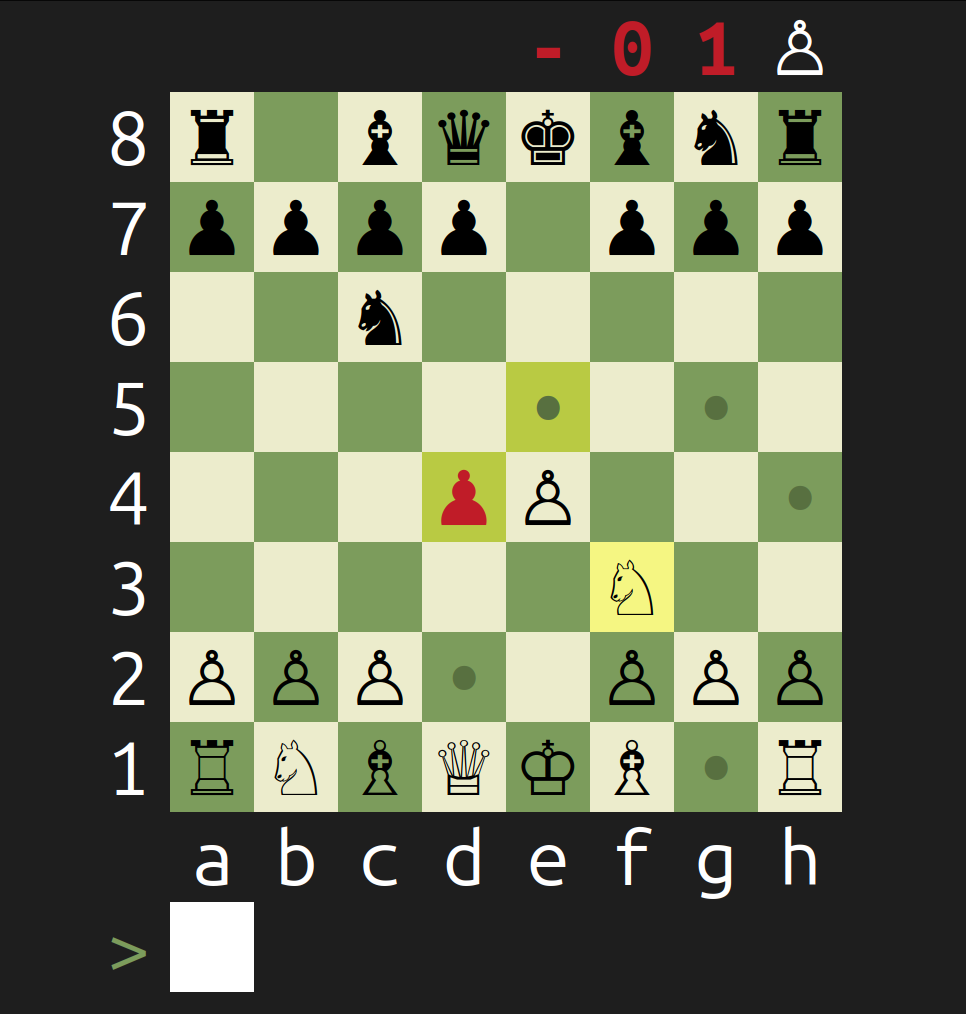 - 0 1 ♙
8 ♜ ♝ ♛ ♚ ♝ ♞ ♜
7 ♟ ♟ ♟ ♟ ♟ ♟ ♟
6 ♞
5 • •
4 ♟ ♙ •
3 ♘
2 ♙ ♙ ♙ • ♙ ♙ ♙
1 ♖ ♘ ♗ ♕ ♔ ♗ • ♖
a b c d e f g h
>